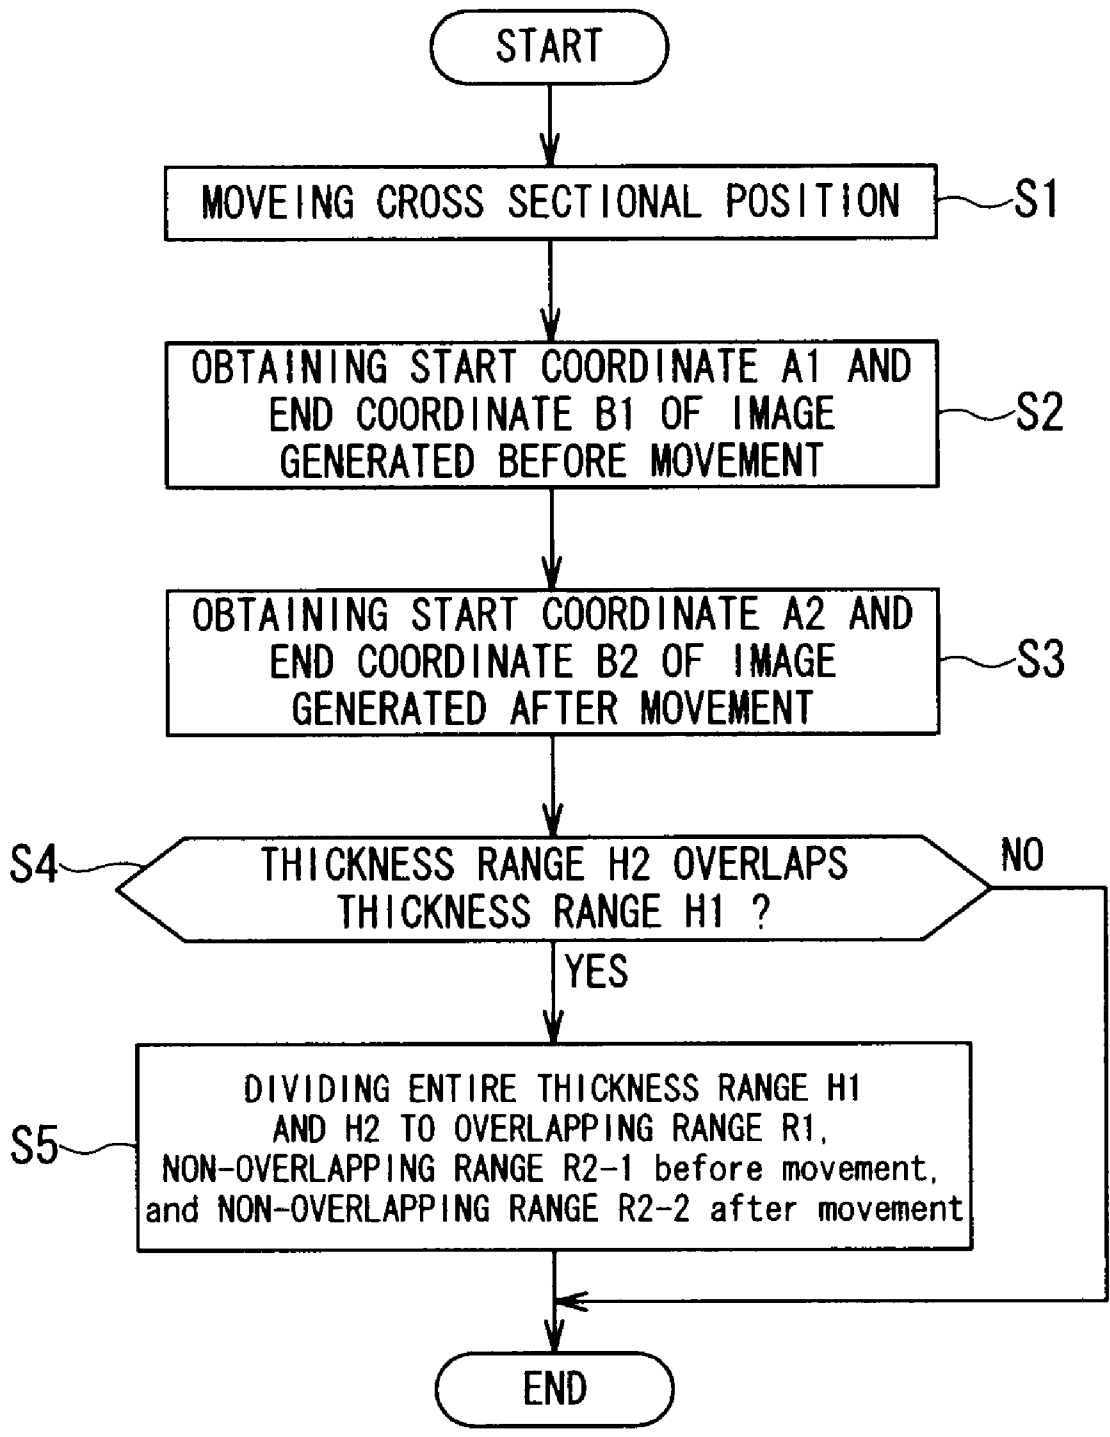 START
MOVEING CROSS SECTIONAL POSITION
S1
OBTAINING START COORDINATE A1 AND
END COORDINATE B1 OF IMAGE
GENERATED BEFORE MOVEMENT
S2
OBTAINING START COORDINATE A2 AND
END COORDINATE B2 OF IMAGE
GENERATED AFTER MOVEMENT
S3
S4
THICKNESS RANGE H2 OVERLAPS
THICKNESS RANGE H1 ?
NO
YES
S5
DIVIDING ENTIRE THICKNESS RANGE H1
AND H2 TO OVERLAPPING RANGE R1,
NON-OVERLAPPING RANGE R2-1 before movement,
and NON-OVERLAPPING RANGE R2-2 after movement
END